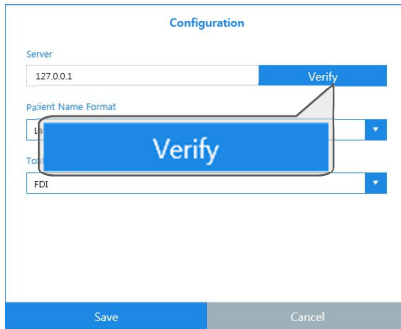 Configuration
Server
127.0.0.1 Verify
Patient Name Format
Verify
FDI
Save Cancel